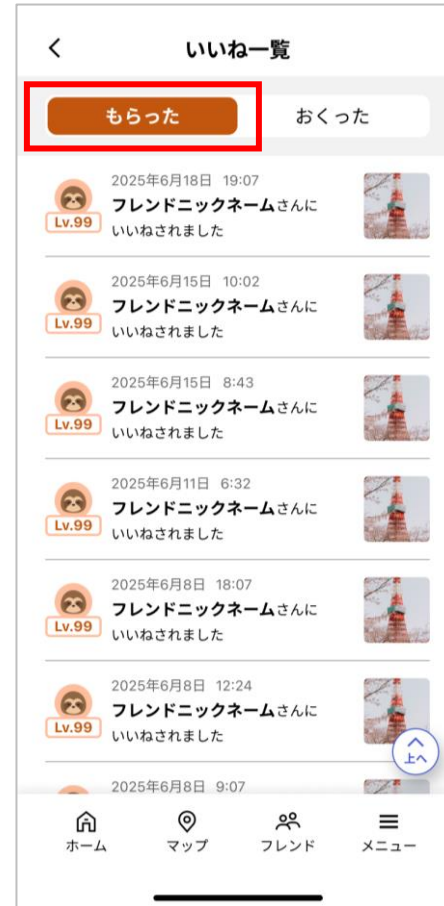 いいね一覧
もらった
おくった
2025年6月18日 19:07
フレンドニックネームさんに
いいねされました
Lv.99
2025年6月15日 10:02
フレンドニックネームさんに
いいねされました
Lv.99
2025年6月15日 8:43
フレンドニックネームさんに
いいねされました
Lv.99
2025年6月11日 6:32
フレンドニックネームさんに
いいねされました
Lv.99
2025年6月8日 18:07
フレンドニックネームさんに
いいねされました
Lv.99
2025年6月8日 12:24
フレンドニックネームさんに
いいねされました
Lv.99
上へ
2025年6月8日 9:07
ホーム
マップ
フレンド
メニュー